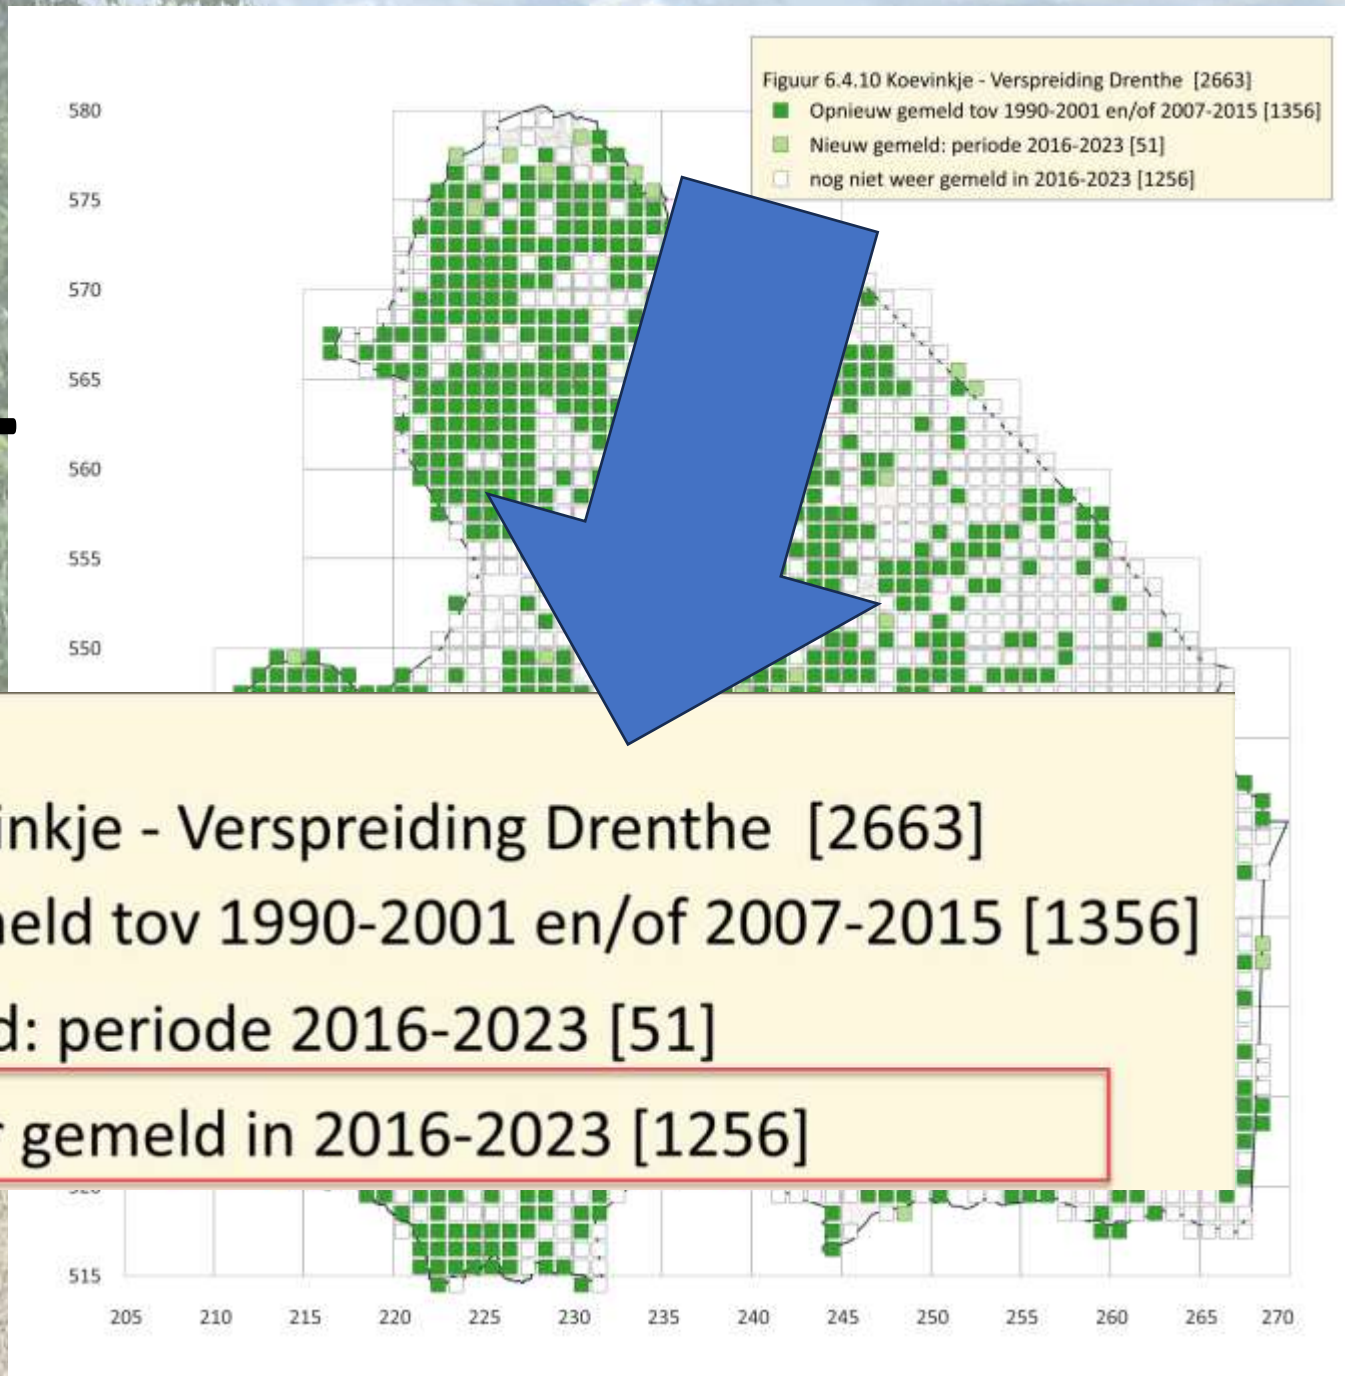 Figuur 6.4.10 Koevinkje - Verspreiding Drenthe [2663]
Opnieuw gemeld tov 1990-2001 en/of 2007-2015 [1356]
Nieuw gemeld: periode 2016-2023 [51]
nog niet weer gemeld in 2016-2023 [1256]
580
575
570
565
560
555
550
inkje - Verspreiding Drenthe [2663]
eld tov 1990-2001 en/of 2007-2015 [1356]
d: periode 2016-2023 [51]
r gemeld in 2016-2023 [1256]
515
205 210 215 220 225 230 235 240 245 250 255 260 265 270